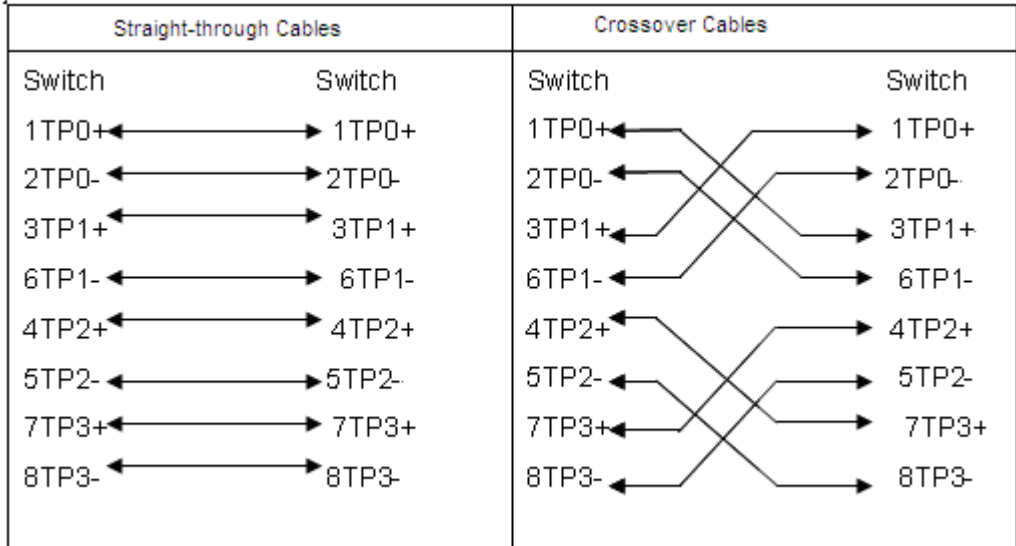 Straight-through Cables Crossover Cables
Switch Switch Switch Switch
1TP0+ 1TP0+ 1TP0+ 1TP0+
2TP0- 2TP0- 2TP0- 2TP0-
3TP1+ 3TP1+ 3TP1+ 3TP1+
6TP1- 6TP1- 6TP1- 6TP1-
4TP2+ 4TP2+ 4TP2+ 4TP2+
5TP2- 5TP2- 5TP2- 5TP2-
7TP3+ 7TP3+ 7TP3+ 7TP3+
8TP3- 8TP3- 8TP3- 8TP3-